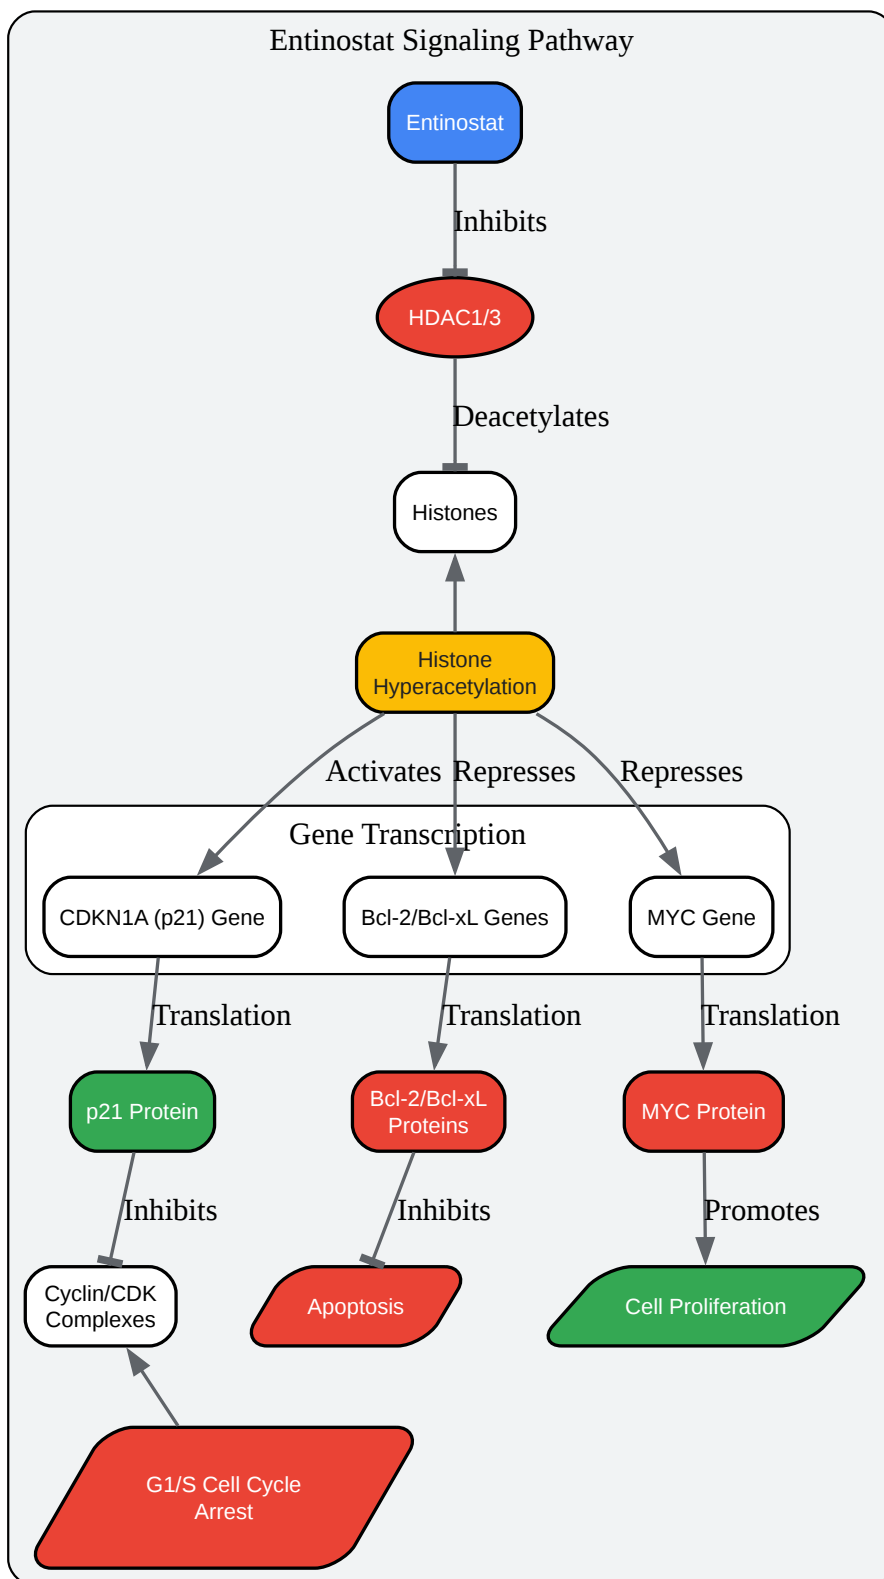 Entinostat Signaling Pathway
Entinostat
Inhibits
HDAC1/3
Deacetylates
Histones
Histone
Hyperacetylation
Activates
Represses
Represses
Gene Transcription
CDKN1A (p21) Gene
Bcl-2/Bcl-xL Genes
MYC Gene
Translation
Translation
Translation
p21 Protein
Bcl-2/Bcl-xL
Proteins
MYC Protein
Inhibits
Inhibits
Promotes
Cyclin/CDK
Complexes
Apoptosis
Cell Proliferation
G1/S Cell Cycle
Arrest